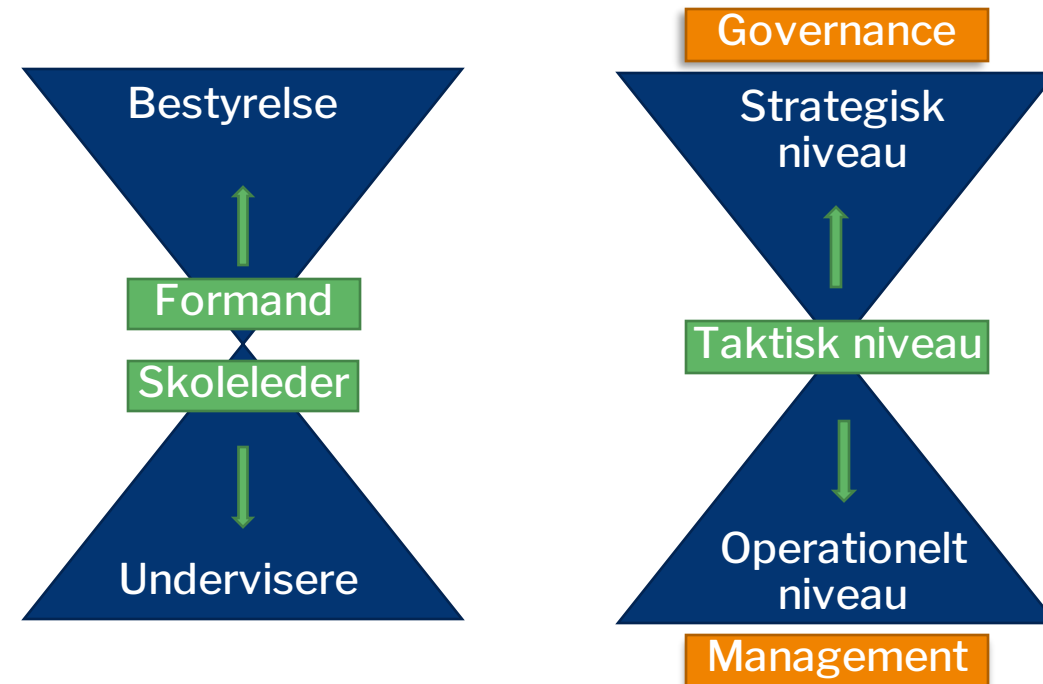 Bestyrelse
Formand
Skoleleder
Undervisere
Governance
Strategisk
niveau
Taktisk niveau
Operationelt
niveau
Management